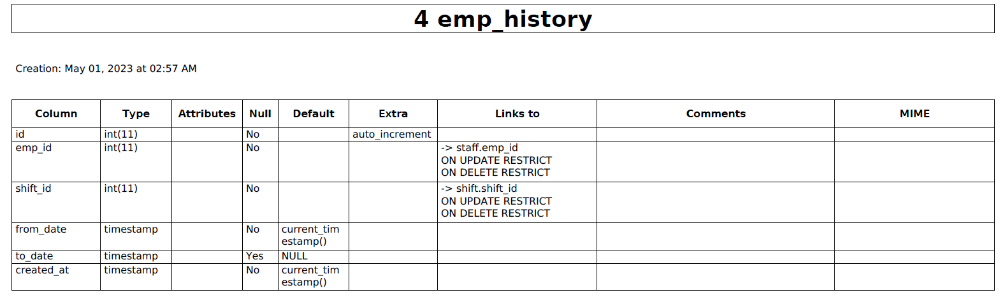 4 emp_history
Creation: May 01, 2023 at 02:57 AM
Column Type Attributes Null Default Extra Links to Comments MIME
id int(11) No auto_increment
emp_id int(11) No -> staff.emp_id
ON UPDATE RESTRICT
ON DELETE RESTRICT
shift_id int(11) No -> shift.shift_id
ON UPDATE RESTRICT
ON DELETE RESTRICT
from_date timestamp No current_tim
estamp()
to_date timestamp Yes NULL
created_at timestamp No current_tim
estamp()